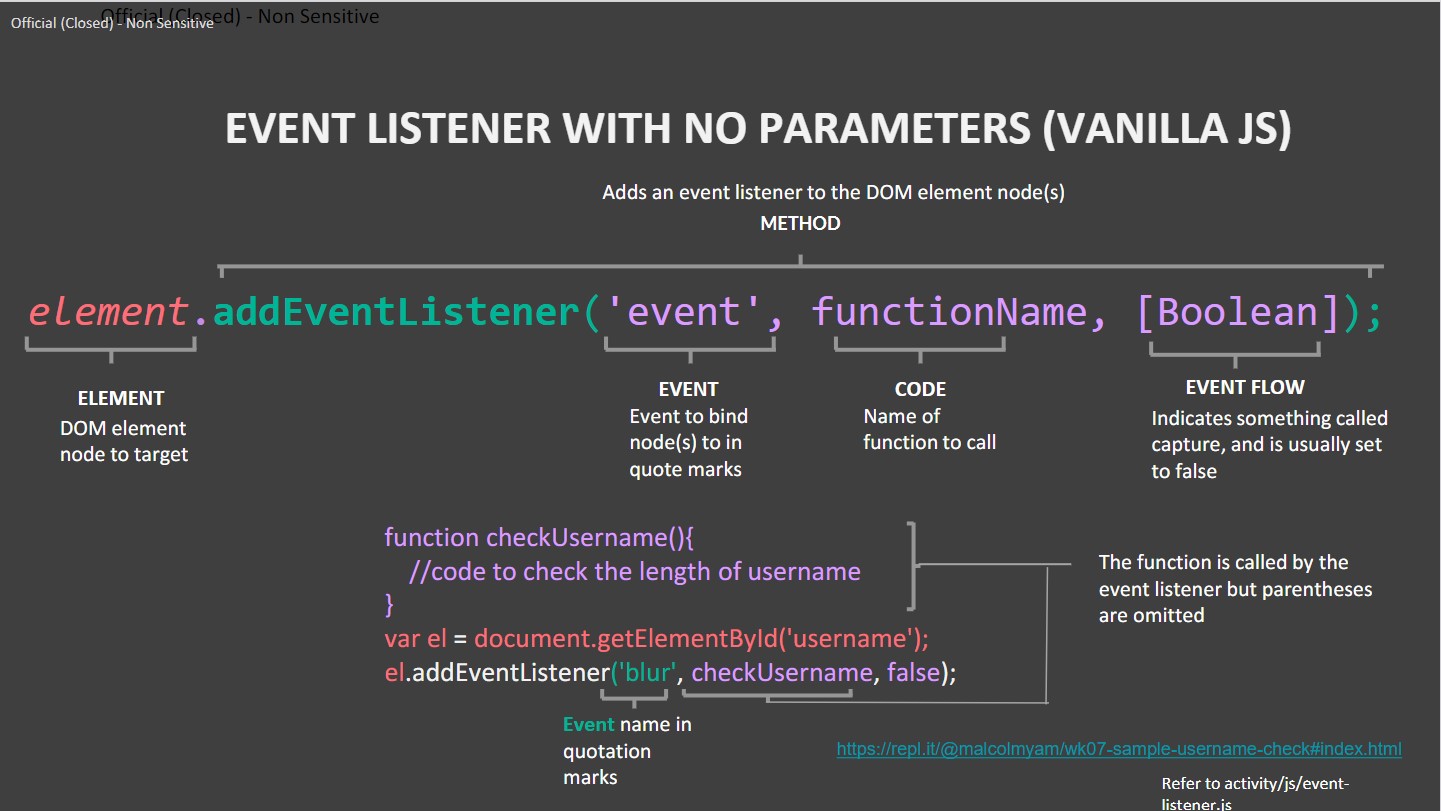 Official (Closed) - Non Sensitive
Official (Closed) - Non Sensitive
EVENT LISTENER WITH NO PARAMETERS (VANILLA JS)
Adds an event listener to the DOM element node(s)
METHOD
element.addEventListener('event', functionName, [Boolean]);
ELEMENT
DOM element
node to target
EVENT
Event to bind
node(s) to in
quote marks
CODE
Name of
function to call
EVENT FLOW
Indicates something called
capture, and is usually set
to false
function checkUsername(){
//code to check the length of username
}
var el = document.getElementById('username');
el.addEventListener('blur', checkUsername, false);
The function is called by the
event listener but parentheses
are omitted
Event name in
quotation
marks
https://repl.it/@malcolmyam/wk07-sample-username-check#index.html
Refer to activity/js/event-
listener.js